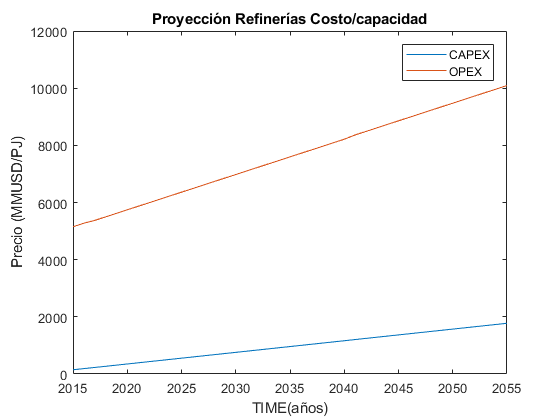 Proyección Refinerías Costo/capacidad
12000
10000
8000
6000
4000
2000
0
Precio (MMUSD/PJ)
CAPEX
OPEX
2015 2020 2025 2030 2035 2040 2045 2050 2055
TIME(años)